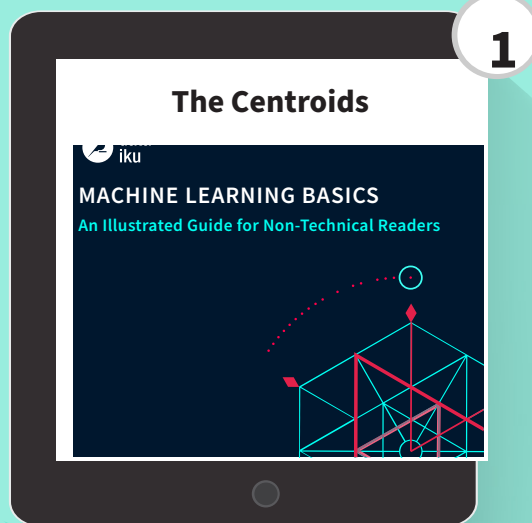 1
The Centroids
iku
MACHINE LEARNING BASICS
An Illustrated Guide for Non-Technical Readers